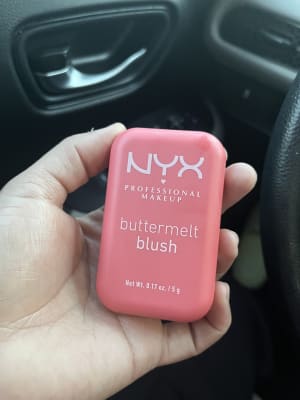 NYX
PROFESSIONAL
MAKEUP
buttermelt
blush
Net Wt. 0.17 oz. / 5 g